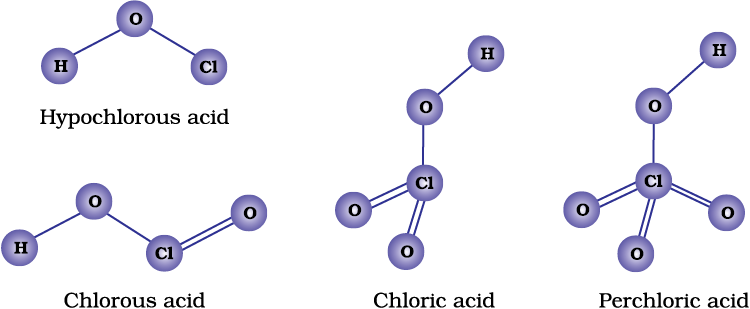 O
H
Cl
Hypochlorous acid
O
O
H
Cl
Chlorous acid
H
O
Cl
O
O
Chloric acid
H
O
Cl
O
O
O
Perchloric acid